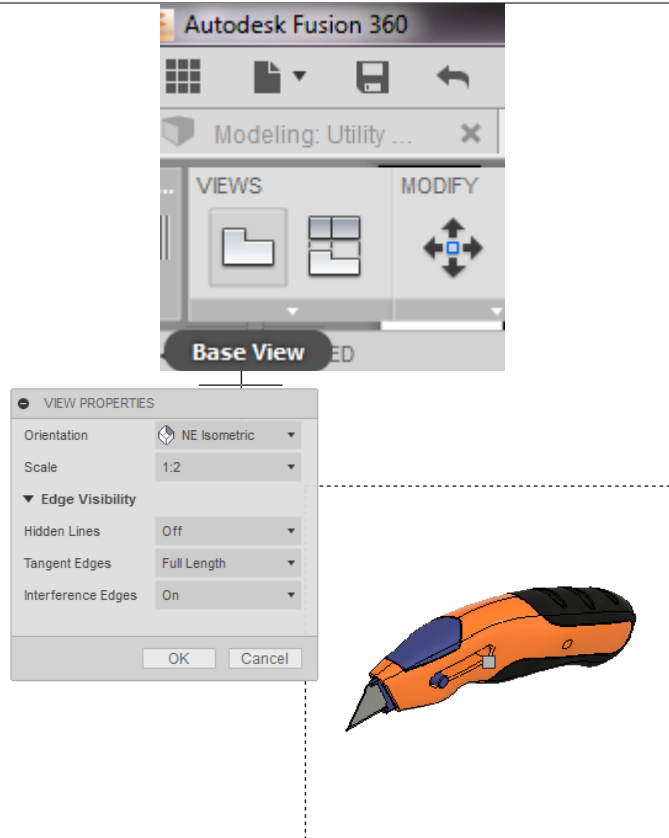 Autodesk Fusion 360
Modeling: Utility ...
...
VIEWS MODIFY
Base View ED
VIEW PROPERTIES
Orientation NE Isometric
Scale 1:2
Edge Visibility
Hidden Lines Off
Tangent Edges Full Length
Interference Edges On
OK Cancel